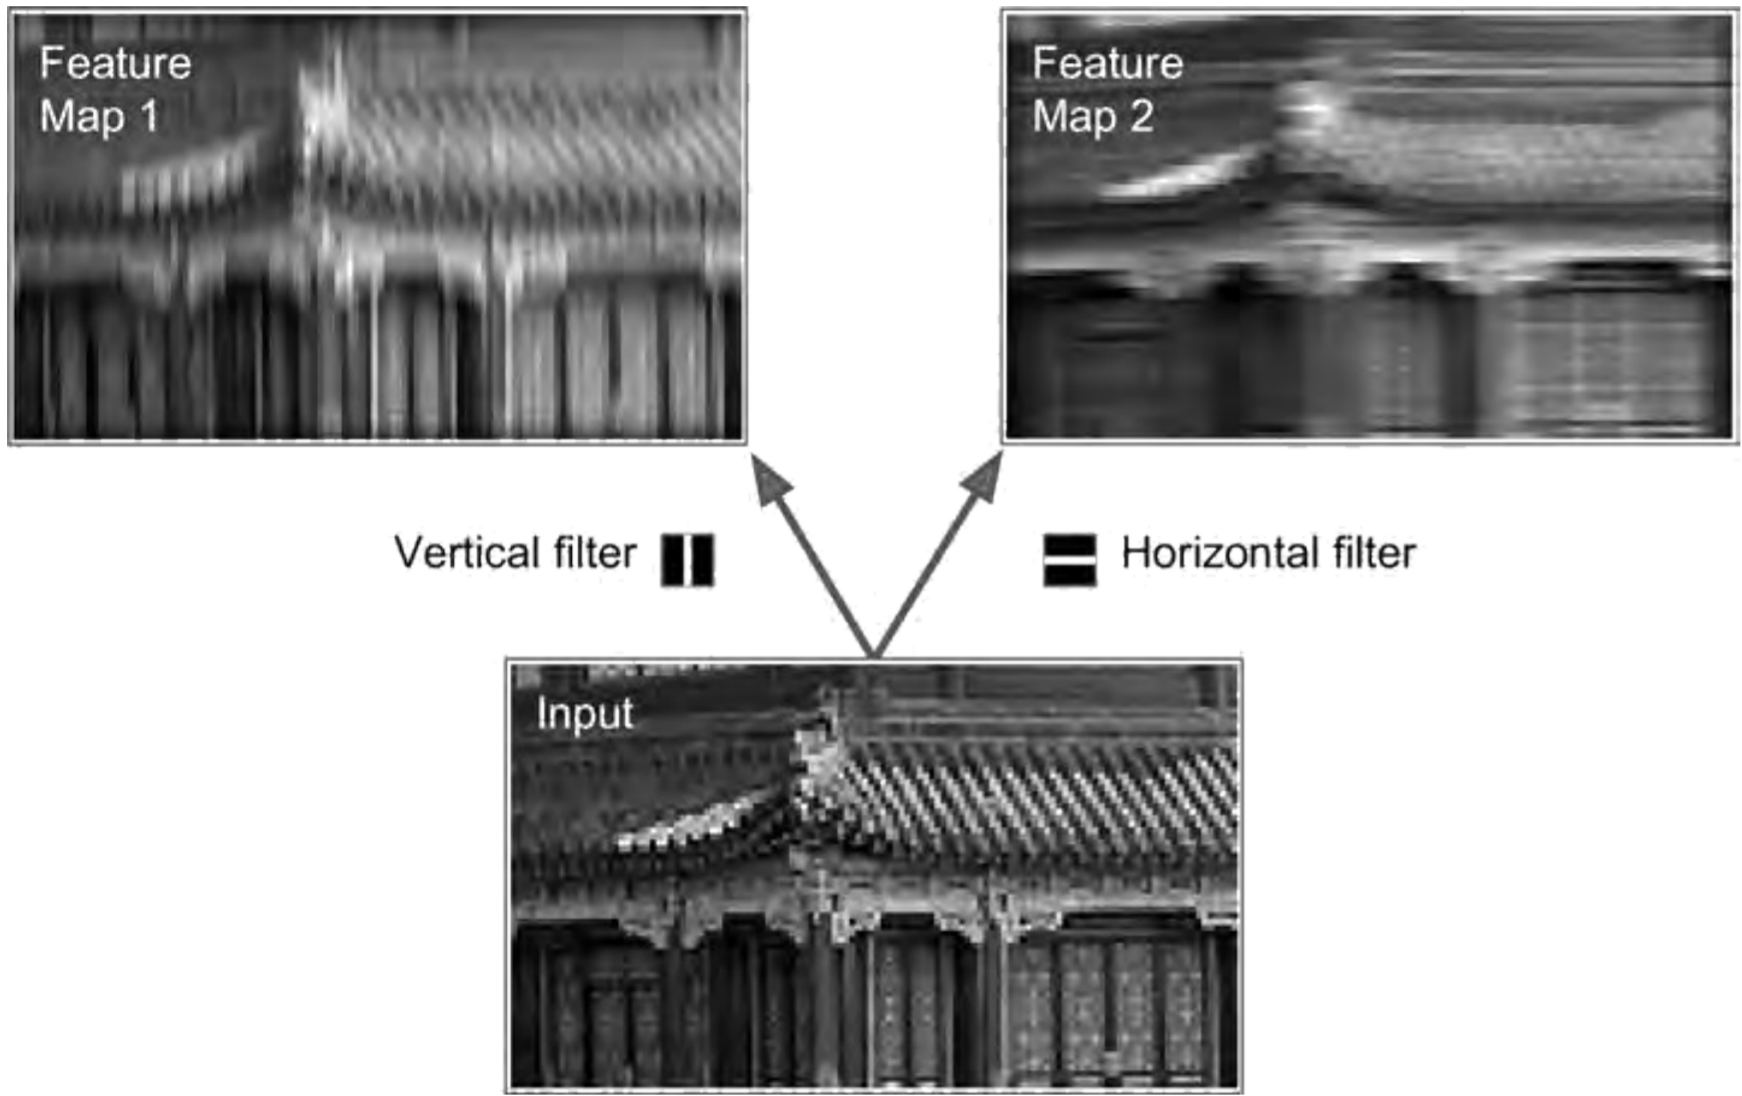 Feature
Map 1
Feature
Map 2
Vertical filter
Horizontal filter
Input